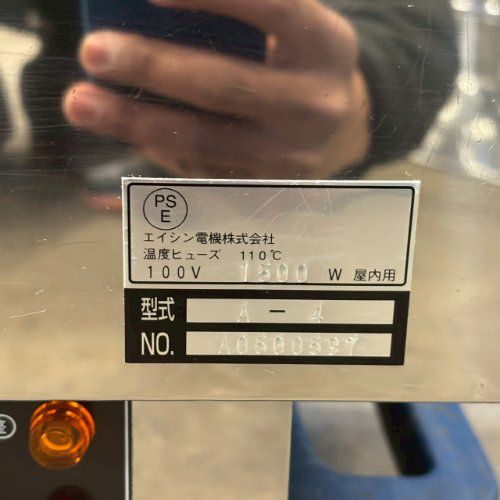 PS
E
エイシン電機株式会社
温度ヒューズ 110℃
100V 1500 W 屋内用
型式 A - 4
NO. A0500597
整